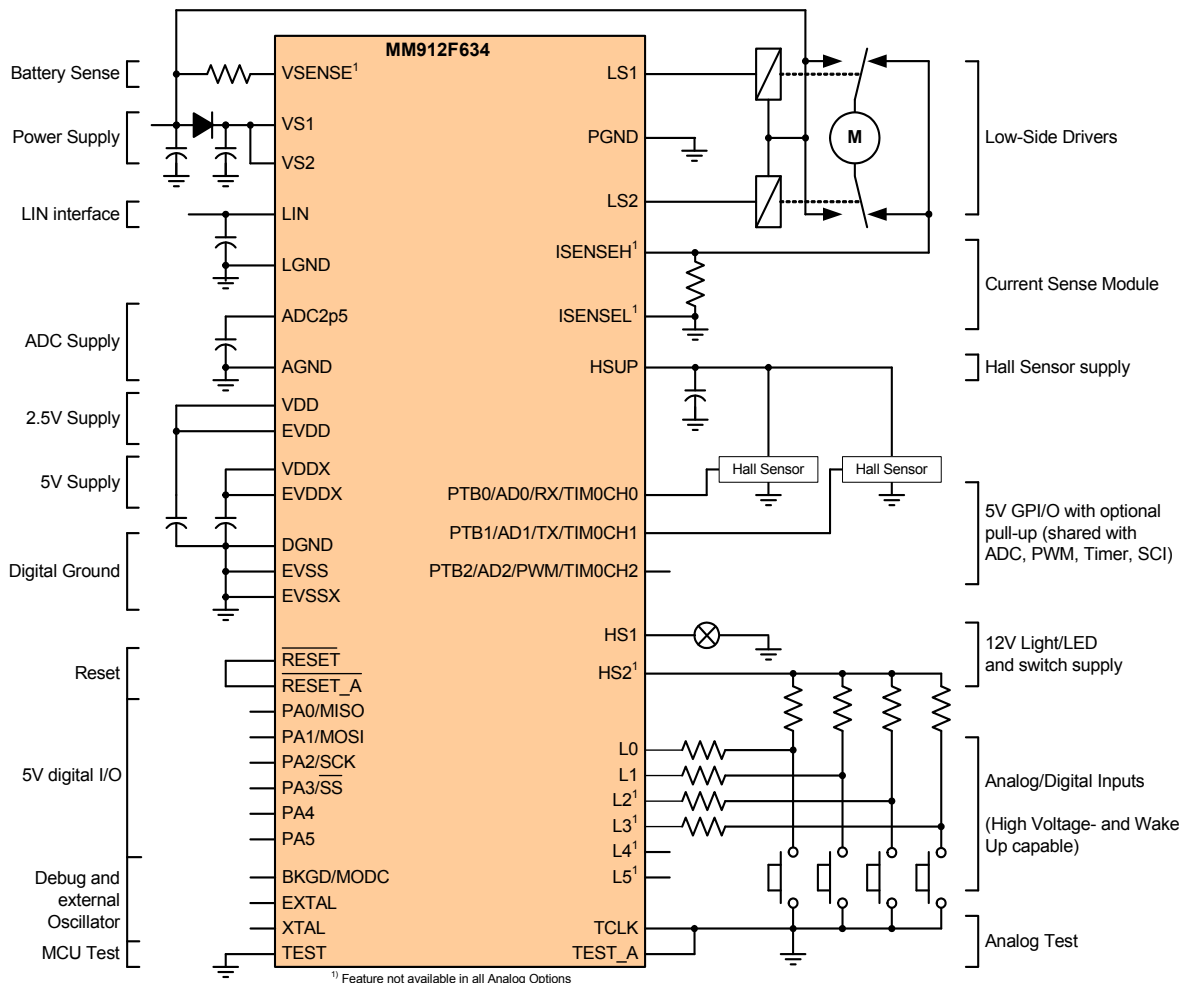 MM912F634
Battery Sense
Power Supply
LIN interface
ADC Supply
2.5V Supply
5V Supply
Digital Ground
Reset
5V digital I/O
Debug and
external
Oscillator
MCU Test
VSENSE¹
VS1
VS2
LIN
LGND
ADC2p5
AGND
VDD
EVDD
VDDX
EVDDX
DGND
EVSS
EVSSX
RESET
RESET_A
PA0/MISO
PA1/MOSI
PA2/SCK
PA3/SS
PA4
PA5
BKGD/MODC
EXTAL
XTAL
TEST
LS1
PGND
LS2
ISENSEH¹
ISENSEL¹
HSUP
PTB0/AD0/RX/TIM0CH0
PTB1/AD1/TX/TIM0CH1
PTB2/AD2/PWM/TIM0CH2
HS1
HS2¹
L0
L1
L2¹
L3¹
L4¹
L5¹
TCLK
TEST_A
M
Hall Sensor
Hall Sensor
Low-Side Drivers
Current Sense Module
Hall Sensor supply
5V GPI/O with optional
pull-up (shared with
ADC, PWM, Timer, SCI)
12V Light/LED
and switch supply
Analog/Digital Inputs
(High Voltage- and Wake
Up capable)
Analog Test
¹⁾ Feature not available in all Analog Options